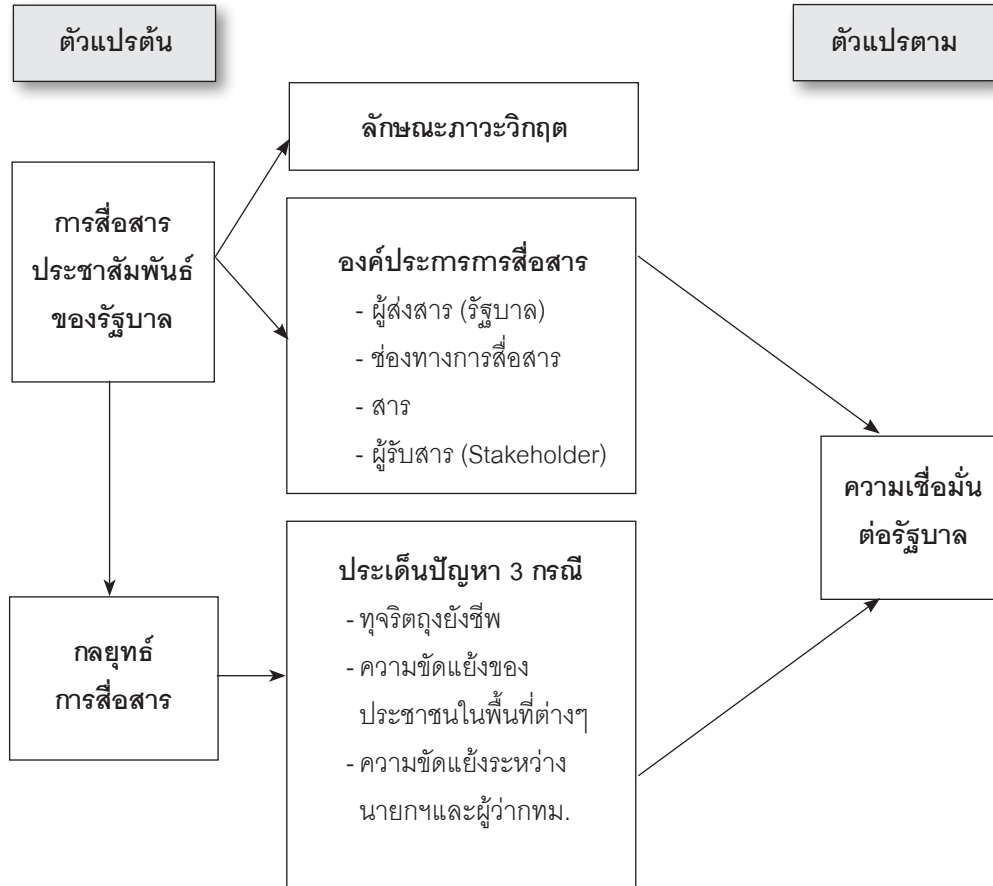 ตัวแปรต้น
ตัวแปรตาม
ลักษณะภาวะวิกฤต
การสื่อสาร
ประชาสัมพันธ์
ของรัฐบาล
องค์ประการการสื่อสาร
- ผู้ส่งสาร (รัฐบาล)
- ช่องทางการสื่อสาร
- สาร
- ผู้รับสาร (Stakeholder)
ความเชื่อมั่น
ต่อรัฐบาล
กลยุทธ์
การสื่อสาร
ประเด็นปัญหา 3 กรณี
- ทุจริตถุงยังชีพ
- ความขัดแย้งของ
ประชาชนในพื้นที่ต่างๆ
- ความขัดแย้งระหว่าง
นายกฯและผู้ว่ากทม.